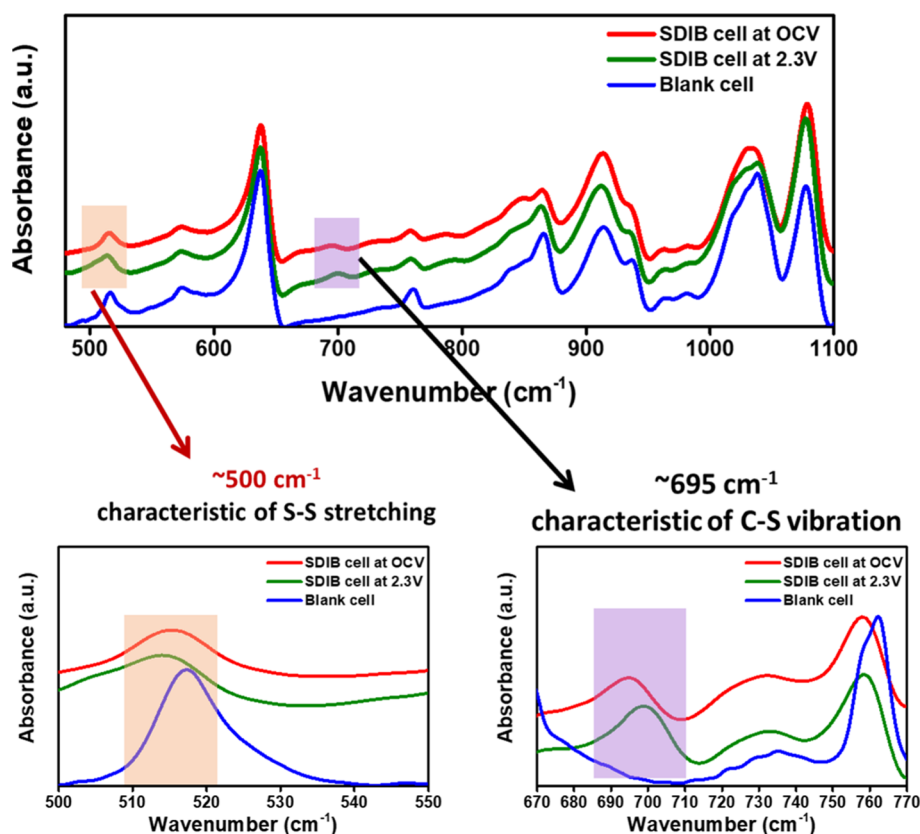 SDIB cell at OCV
SDIB cell at 2.3V
Blank cell
Absorbance (a.u.)
500 600 700 800 900 1000 1100
Wavenumber (cm⁻¹)
~500 cm⁻¹
characteristic of S-S stretching
~695 cm⁻¹
characteristic of C-S vibration
SDIB cell at OCV
SDIB cell at 2.3V
Blank cell
Absorbance (a.u.)
500 510 520 530 540 550
Wavenumber (cm⁻¹)
SDIB cell at OCV
SDIB cell at 2.3V
Blank cell
Absorbance (a.u.)
670 680 690 700 710 720 730 740 750 760 770
Wavenumber (cm⁻¹)